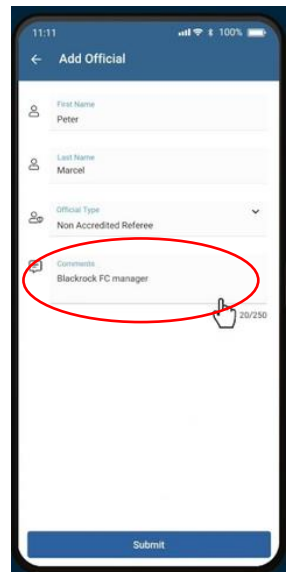 11:11 100%
Add Official
First Name
Peter
Last Name
Marcel
Official Type
Non Accredited Referee
Comments
Blackrock FC manager
20/250
Submit